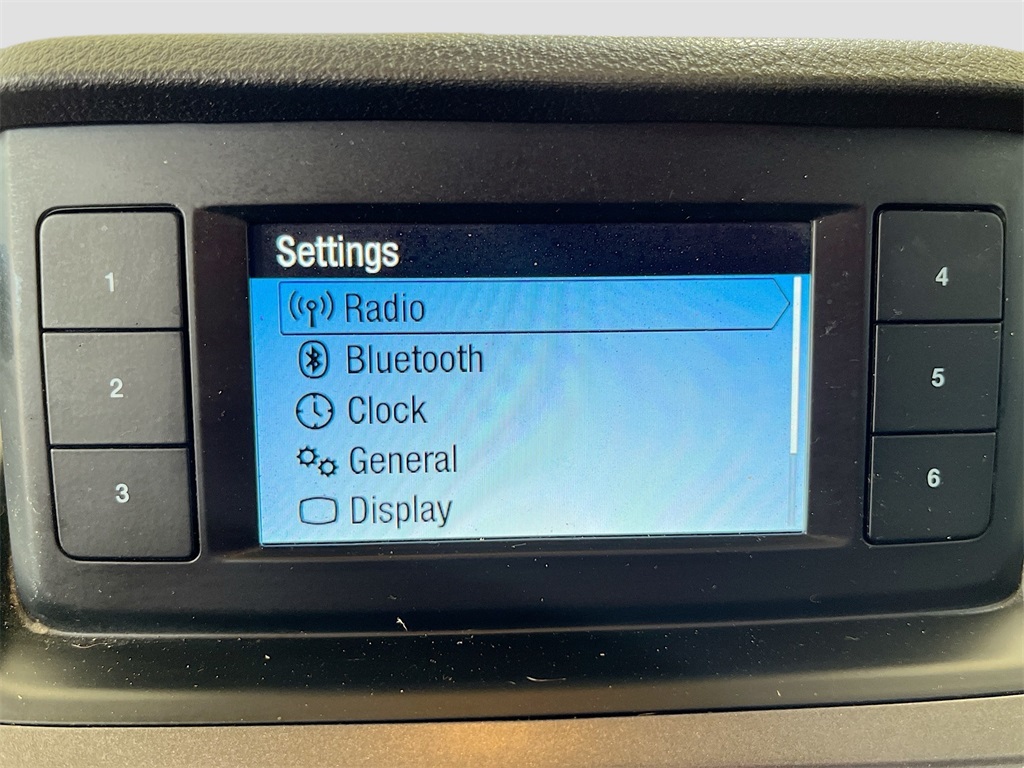 Settings
1
Radio
4
Bluetooth
2
5
Clock
General
3
6
Display